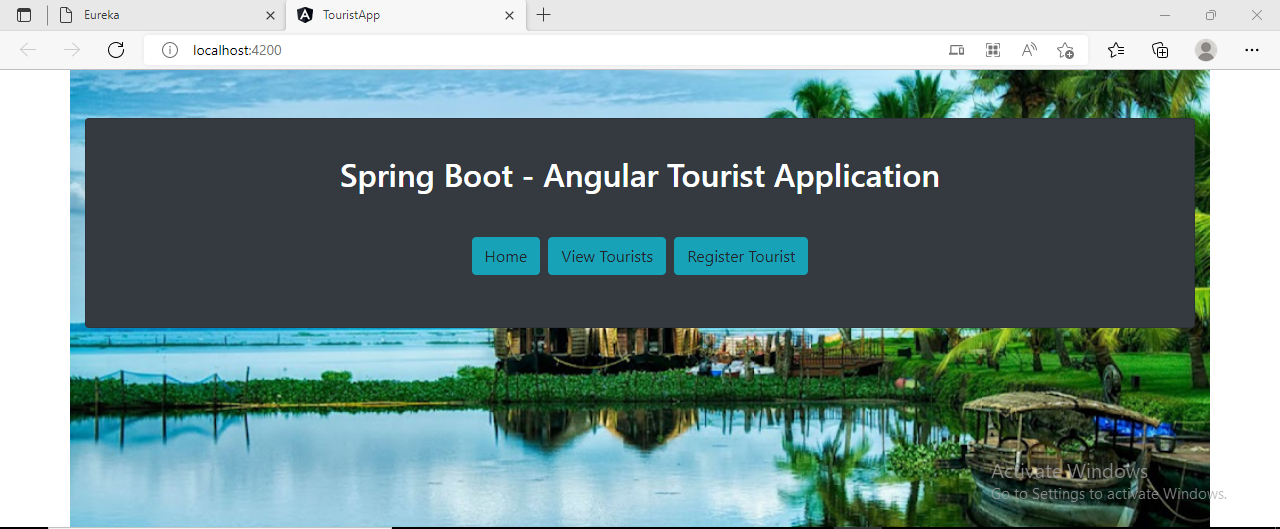 Eureka
TouristApp
localhost:4200
Spring Boot - Angular Tourist Application
Home
View Tourists
Register Tourist
Activate Windows
Go to Settings to activate Windows.